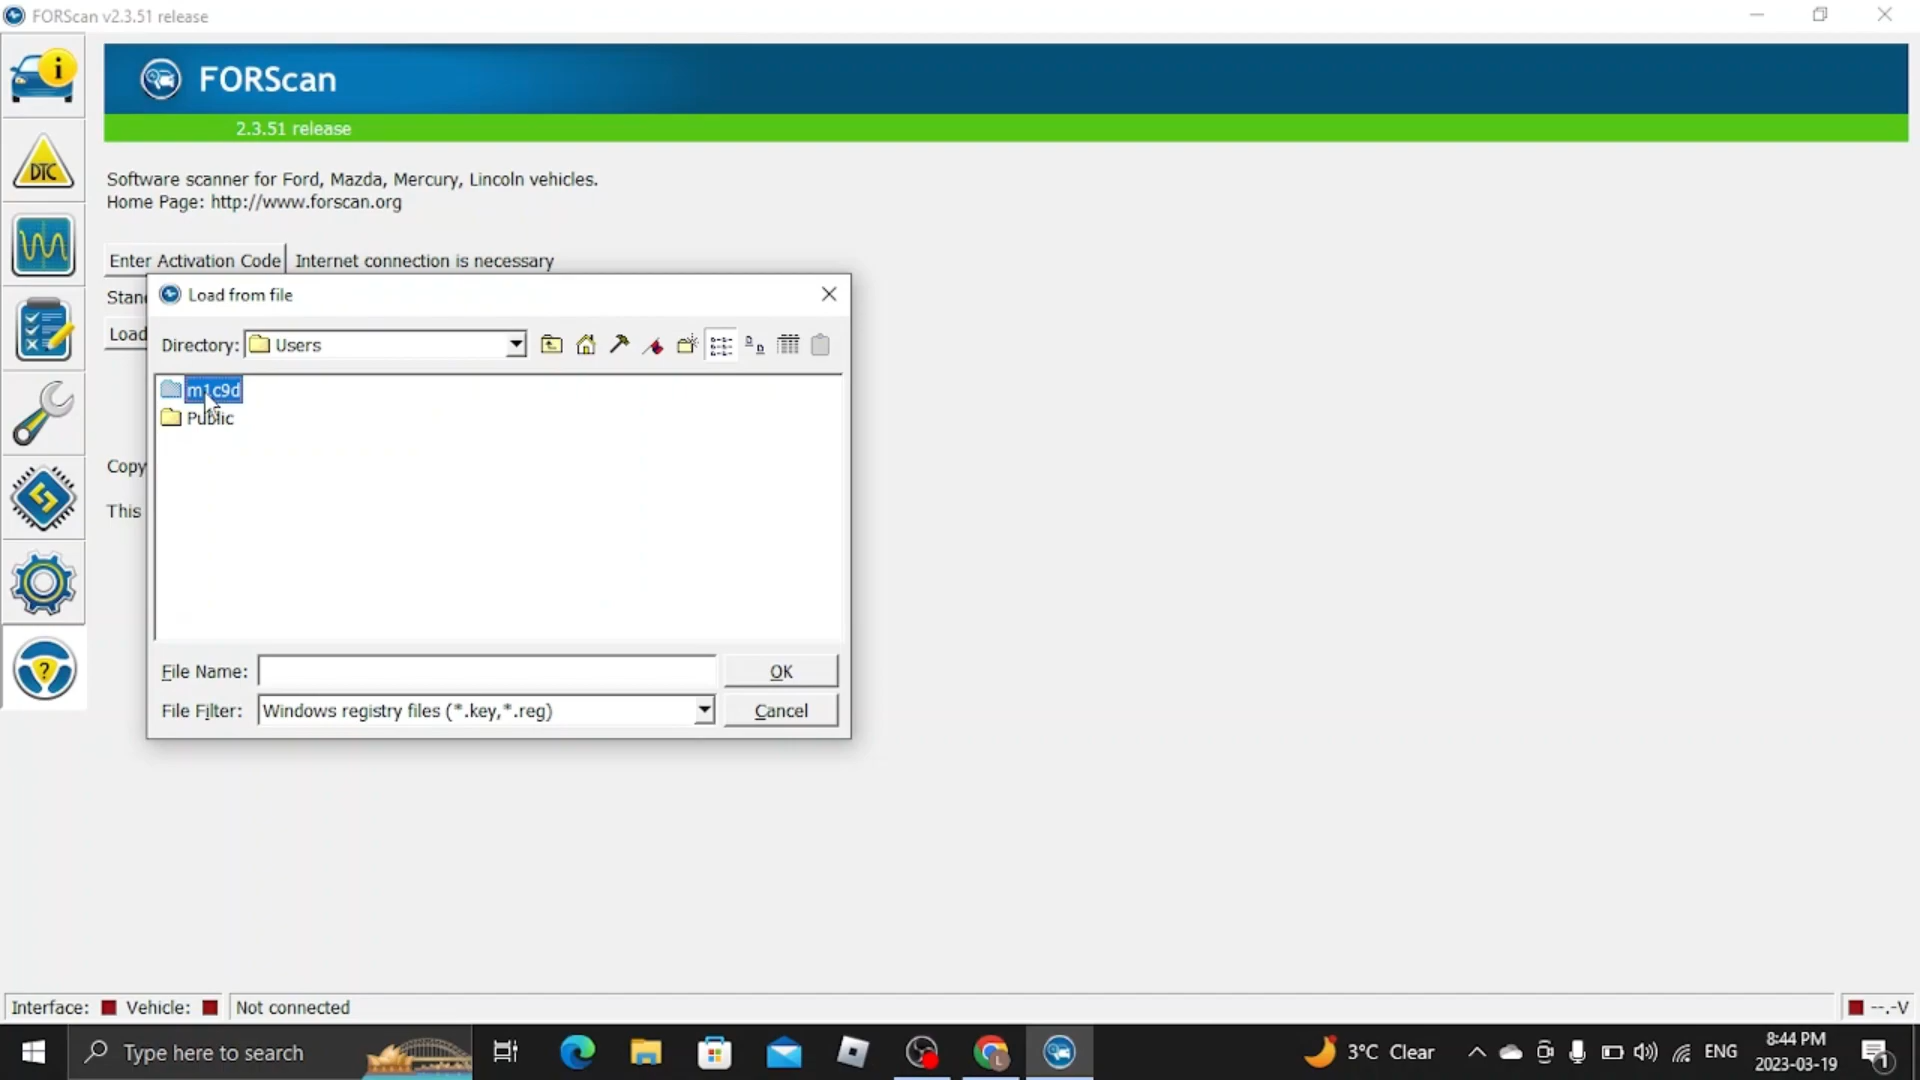 FORScan v2.3.51 release
i
FORScan
2.3.51 release
DTC
Software scanner for Ford, Mazda, Mercury, Lincoln vehicles.
Home Page: http://www.forscan.org
Enter Activation Code Internet connection is necessary
Stan
Load
Load from file
Directory: Users
m1c9d
Public
Copy
This
?
File Name: OK
File Filter: Windows registry files (*.key,*.reg) Cancel
Interface: Vehicle: Not connected --.-V
Type here to search
L
3°C Clear
ENG
8:44 PM
2023-03-19
1